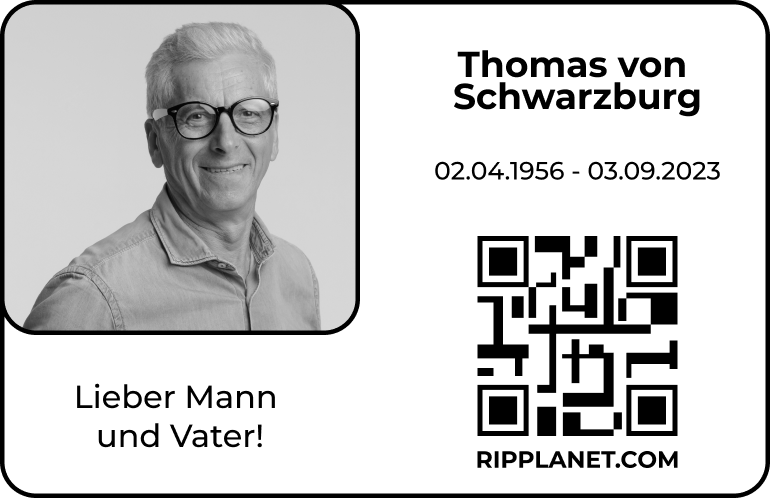 Thomas von
Schwarzburg
02.04.1956 - 03.09.2023
Lieber Mann
und Vater!
RIPPLANET.COM